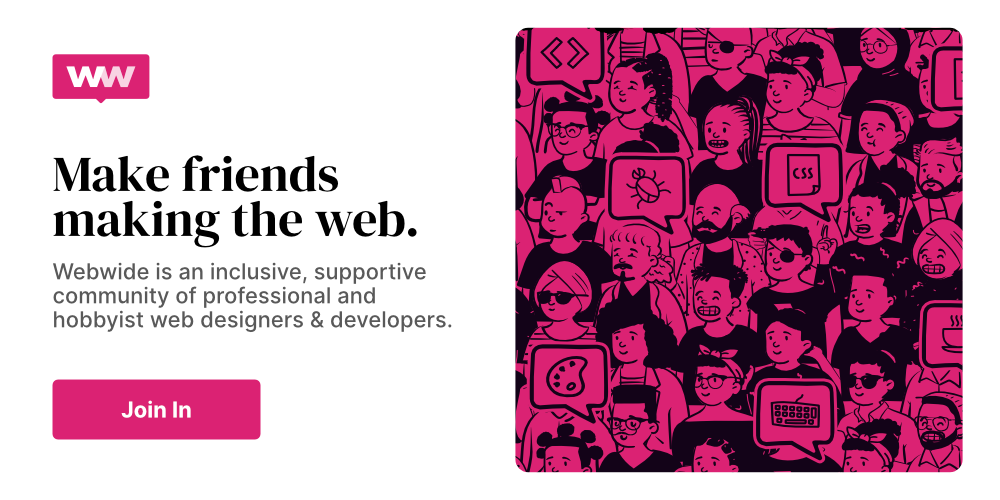 WW
Make friends
making the web.
Webwide is an inclusive, supportive
community of professional and
hobbyist web designers & developers.
Join In
< >
CSS